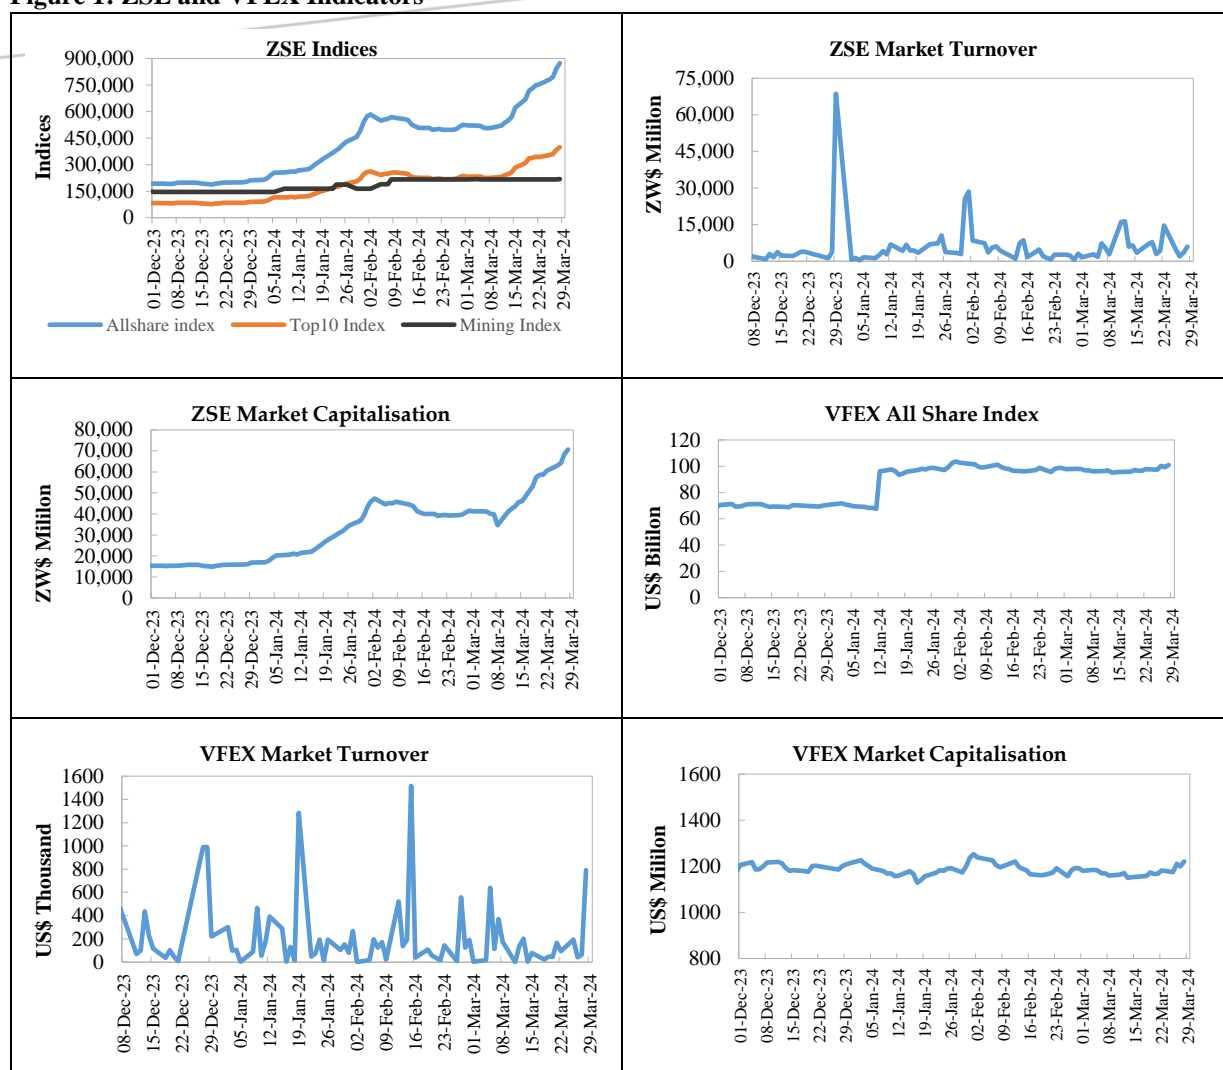 Figure 1: ZSE and VFEX Indicators
ZSE Indices
900,000
750,000
600,000
450,000
300,000
150,000
0
Indices
01-Dec-23
08-Dec-23
15-Dec-23
22-Dec-23
29-Dec-23
05-Jan-24
12-Jan-24
19-Jan-24
26-Jan-24
02-Feb-24
09-Feb-24
16-Feb-24
23-Feb-24
01-Mar-24
08-Mar-24
15-Mar-24
22-Mar-24
29-Mar-24
Allshare index Top10 Index Mining Index
ZSE Market Turnover
75,000
60,000
45,000
30,000
15,000
0
ZW$ Mililon
08-Dec-23
15-Dec-23
22-Dec-23
29-Dec-23
05-Jan-24
12-Jan-24
19-Jan-24
26-Jan-24
02-Feb-24
09-Feb-24
16-Feb-24
23-Feb-24
01-Mar-24
08-Mar-24
15-Mar-24
22-Mar-24
29-Mar-24
ZSE Market Capitalisation
80,000
70,000
60,000
50,000
40,000
30,000
20,000
10,000
0
ZW$ Mililon
01-Dec-23
08-Dec-23
15-Dec-23
22-Dec-23
29-Dec-23
05-Jan-24
12-Jan-24
19-Jan-24
26-Jan-24
02-Feb-24
09-Feb-24
16-Feb-24
23-Feb-24
01-Mar-24
08-Mar-24
15-Mar-24
22-Mar-24
29-Mar-24
VFEX All Share Index
120
100
80
60
40
20
0
US$ Bililon
01-Dec-23
08-Dec-23
15-Dec-23
22-Dec-23
29-Dec-23
05-Jan-24
12-Jan-24
19-Jan-24
26-Jan-24
02-Feb-24
09-Feb-24
16-Feb-24
23-Feb-24
01-Mar-24
08-Mar-24
15-Mar-24
22-Mar-24
29-Mar-24
VFEX Market Turnover
1600
1400
1200
1000
800
600
400
200
0
US$ Thousand
08-Dec-23
15-Dec-23
22-Dec-23
29-Dec-23
05-Jan-24
12-Jan-24
19-Jan-24
26-Jan-24
02-Feb-24
09-Feb-24
16-Feb-24
23-Feb-24
01-Mar-24
08-Mar-24
15-Mar-24
22-Mar-24
29-Mar-24
VFEX Market Capitalisation
1600
1400
1200
1000
800
US$ Mililon
01-Dec-23
08-Dec-23
15-Dec-23
22-Dec-23
29-Dec-23
05-Jan-24
12-Jan-24
19-Jan-24
26-Jan-24
02-Feb-24
09-Feb-24
16-Feb-24
23-Feb-24
01-Mar-24
08-Mar-24
15-Mar-24
22-Mar-24
29-Mar-24